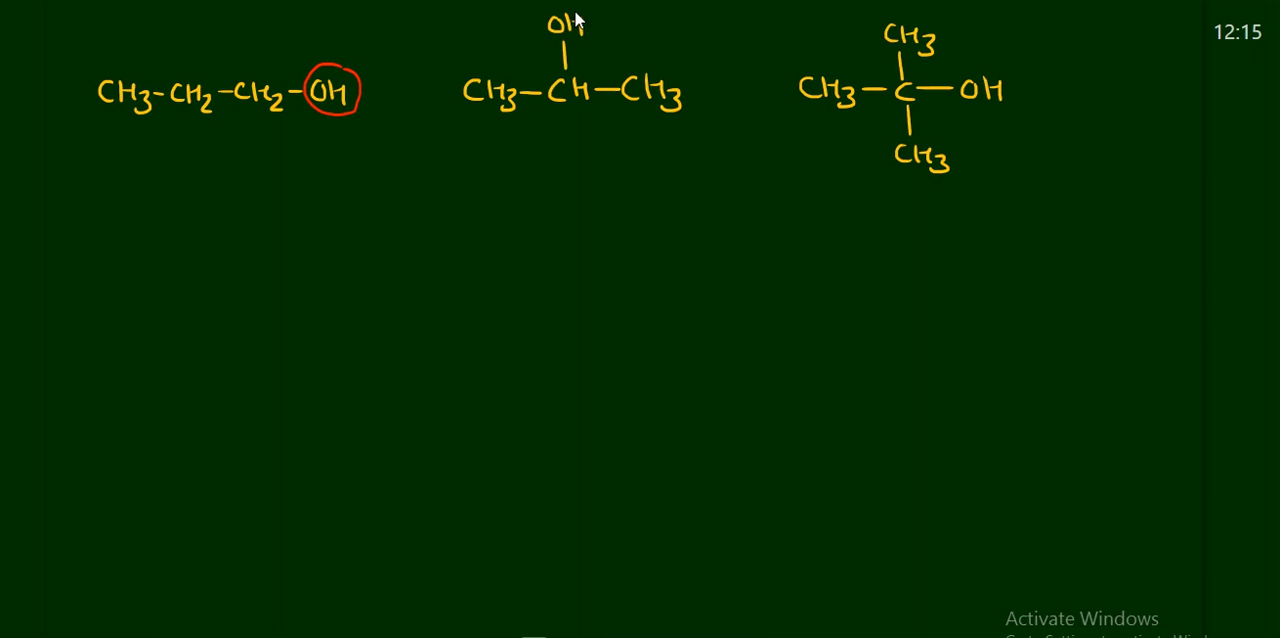 OH
CH3
12:15
CH3-CH2-CH2-OH
CH3-CH-CH3
CH3-C-OH
CH3
Activate Windows